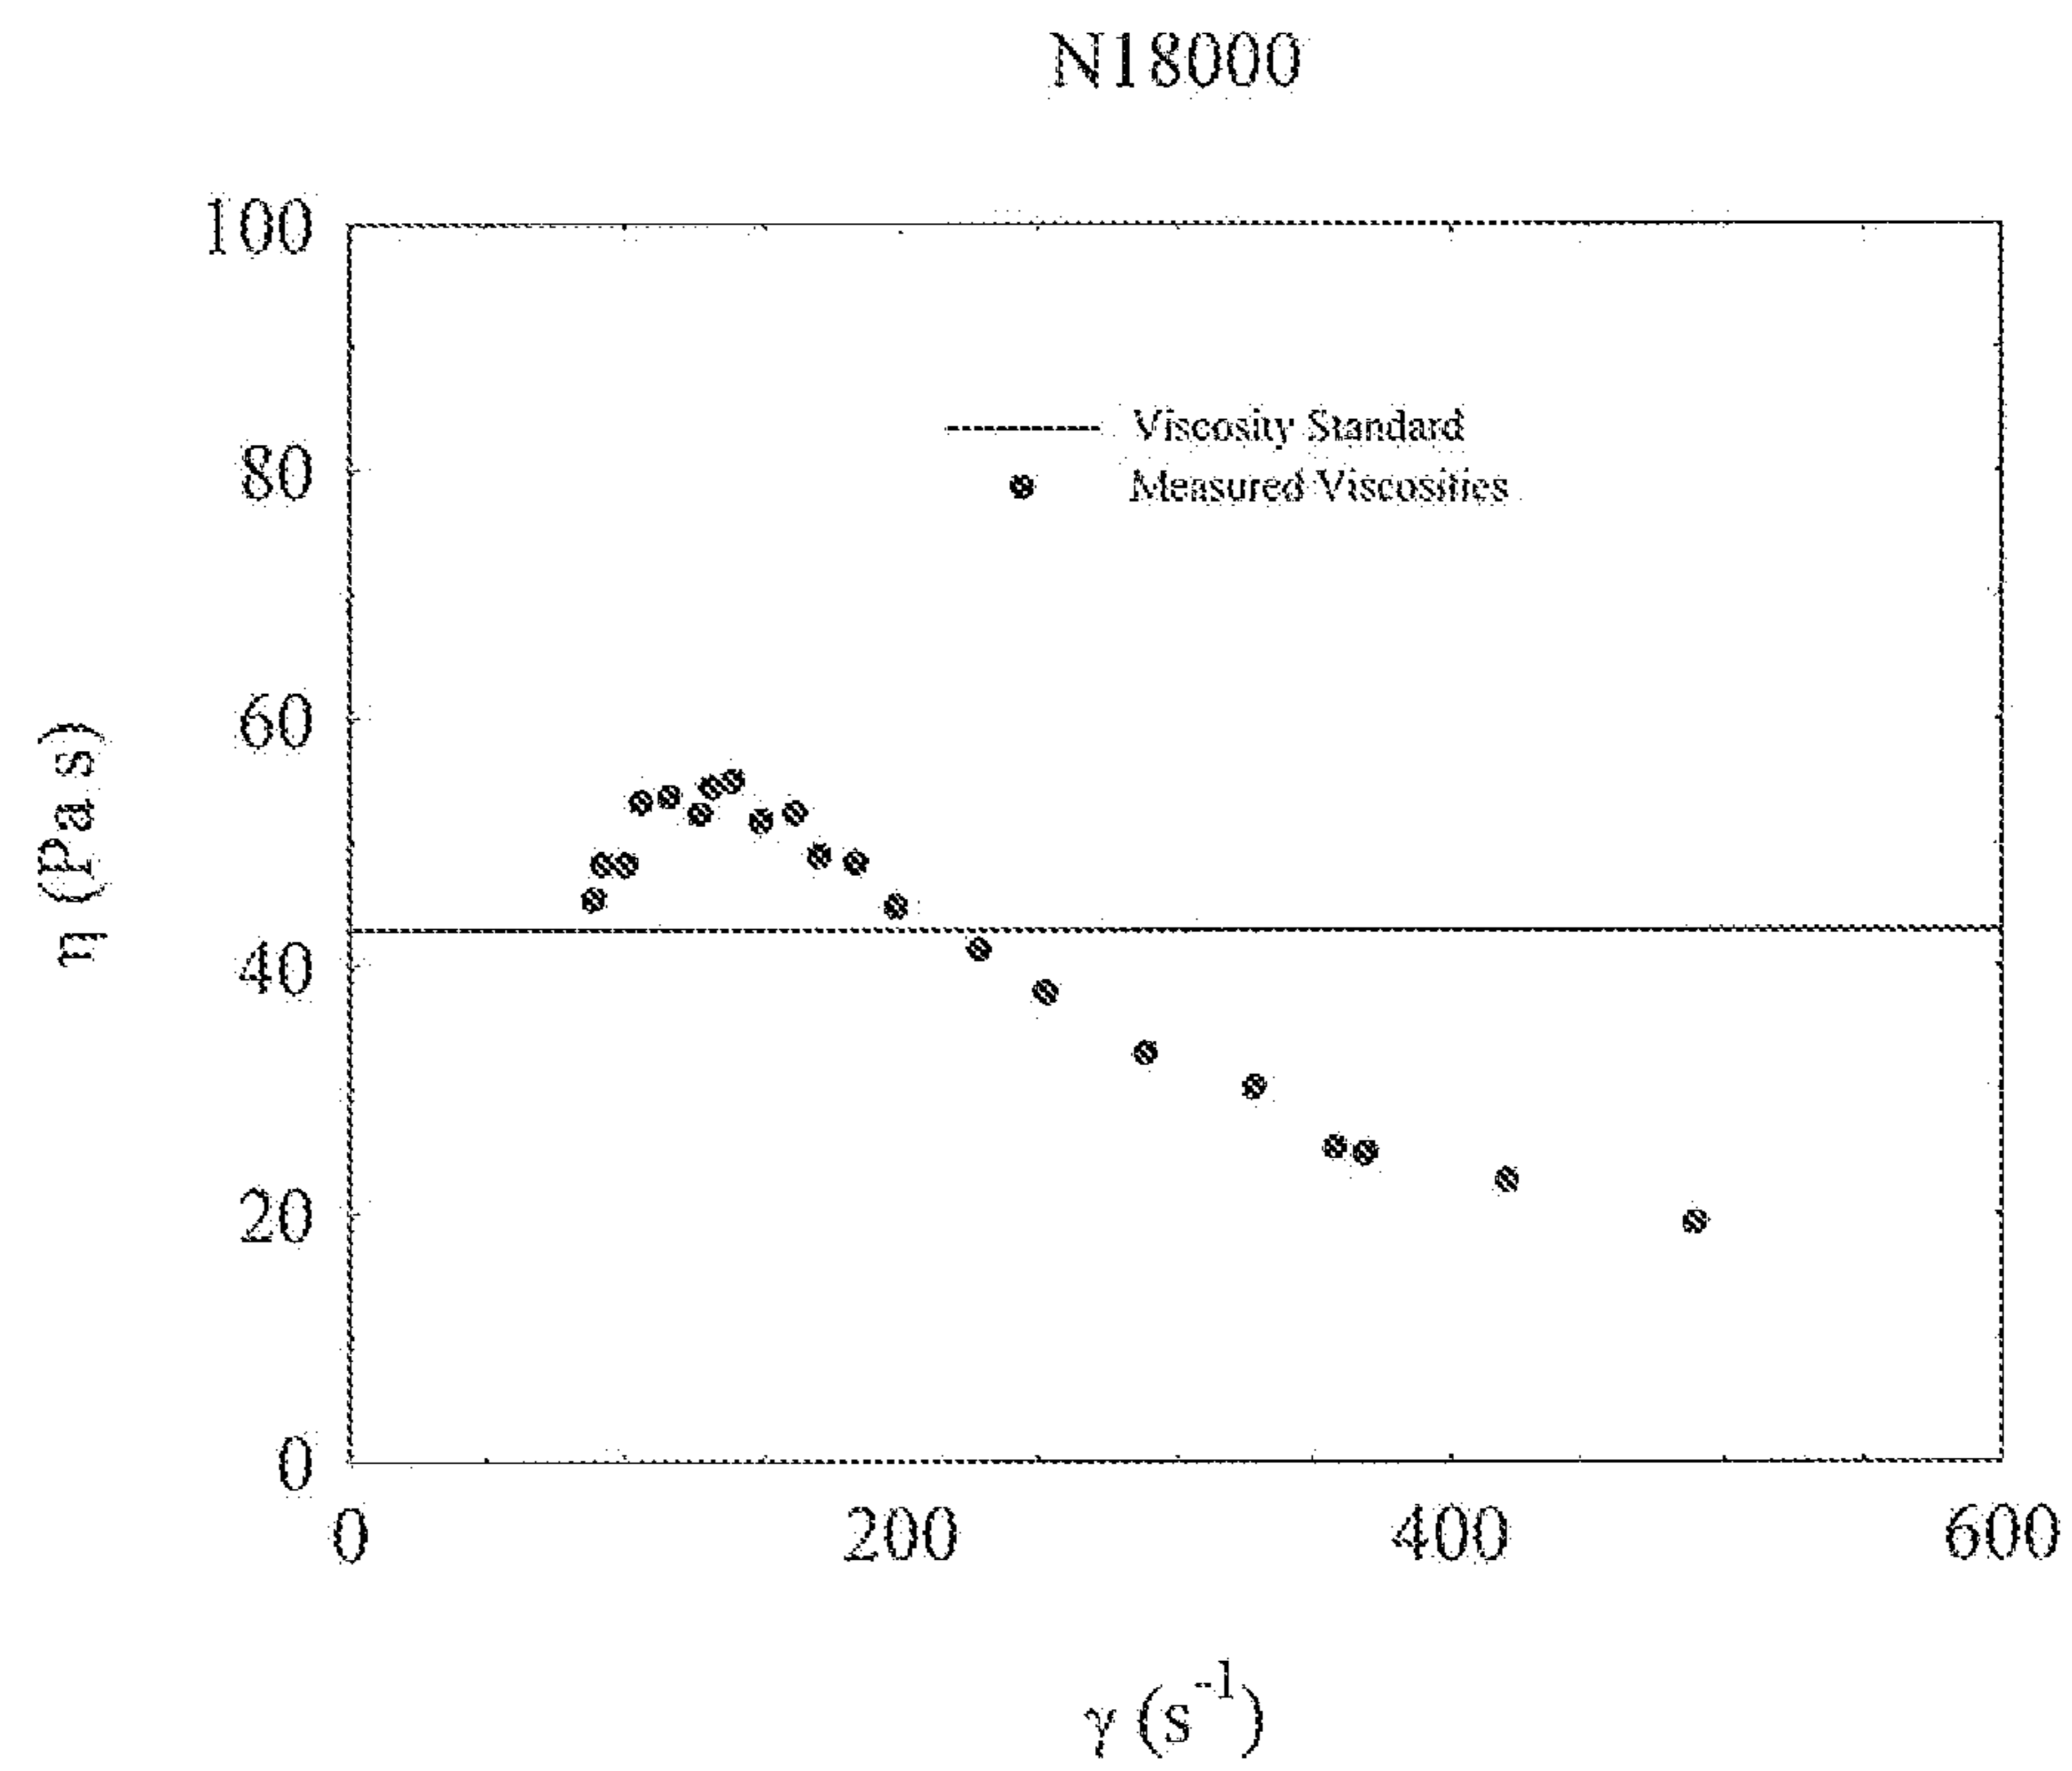 N18000
100
80
60
40
20
0
η (Pa s)
Viscosity Standard
Measured Viscosities
0 200 400 600
γ (s⁻¹)